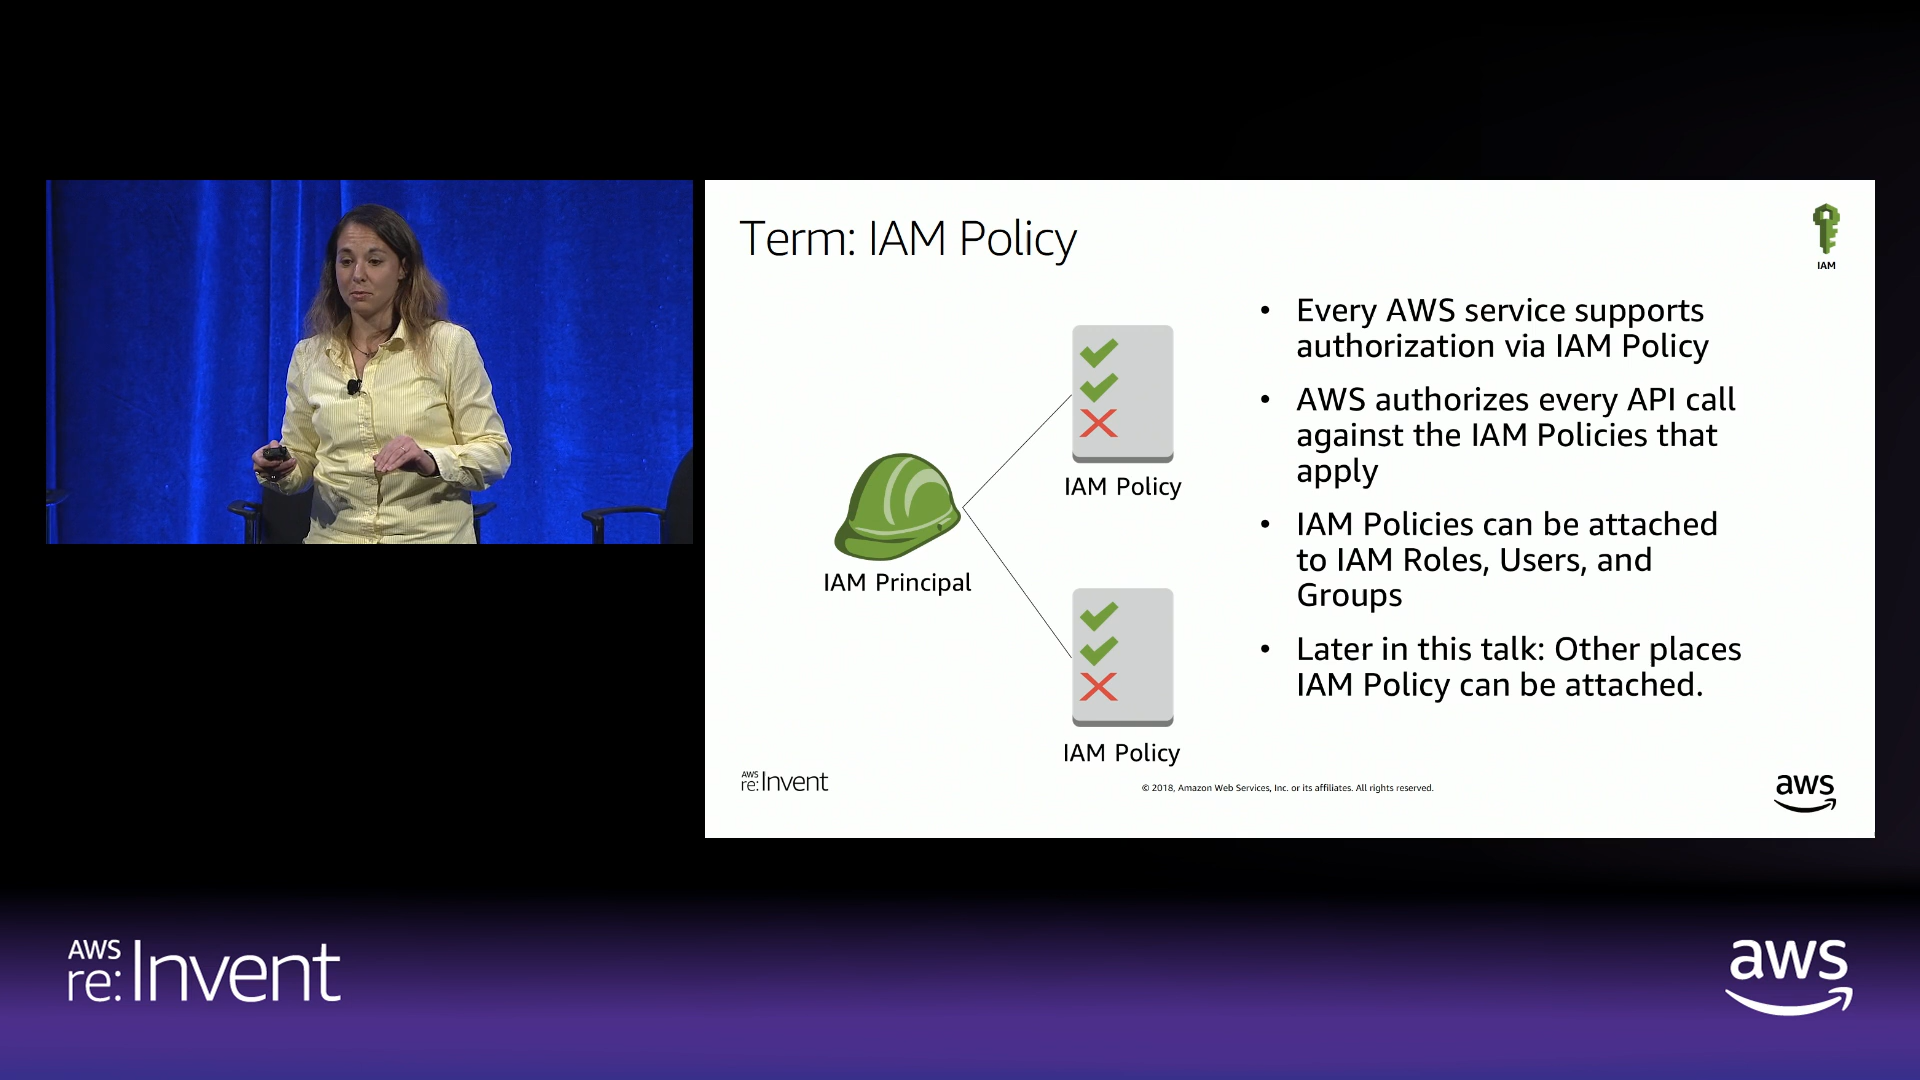 Term: IAM Policy
IAM
IAM Policy
IAM Principal
IAM Policy
• Every AWS service supports
authorization via IAM Policy
• AWS authorizes every API call
against the IAM Policies that
apply
• IAM Policies can be attached
to IAM Roles, Users, and
Groups
• Later in this talk: Other places
IAM Policy can be attached.
AWS
re:Invent
© 2018, Amazon Web Services, Inc. or its affiliates. All rights reserved.
aws
AWS
re:Invent
aws